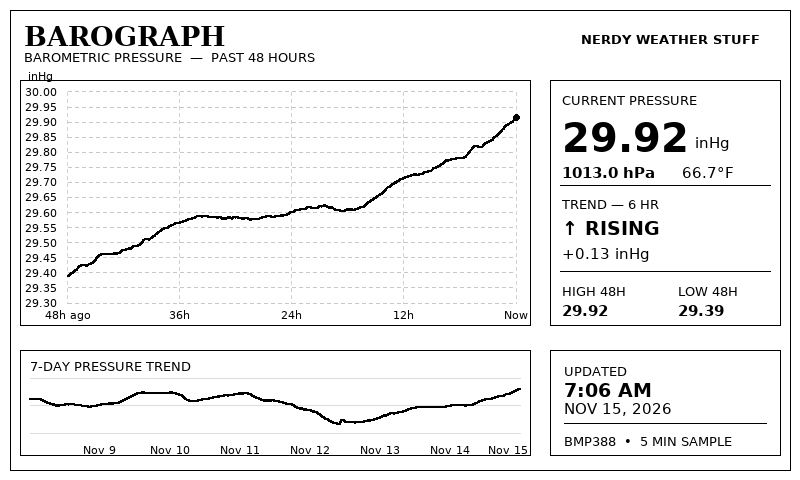 BAROGRAPH
BAROMETRIC PRESSURE — PAST 48 HOURS
NERDY WEATHER STUFF
inHg
30.00
29.95
29.90
29.85
29.80
29.75
29.70
29.65
29.60
29.55
29.50
29.45
29.40
29.35
29.30
48h ago 36h 24h 12h Now
CURRENT PRESSURE
29.92 inHg
1013.0 hPa 66.7°F
TREND — 6 HR
↑ RISING
+0.13 inHg
HIGH 48H LOW 48H
29.92 29.39
7-DAY PRESSURE TREND
Nov 9 Nov 10 Nov 11 Nov 12 Nov 13 Nov 14 Nov 15
UPDATED
7:06 AM
NOV 15, 2026
BMP388 • 5 MIN SAMPLE